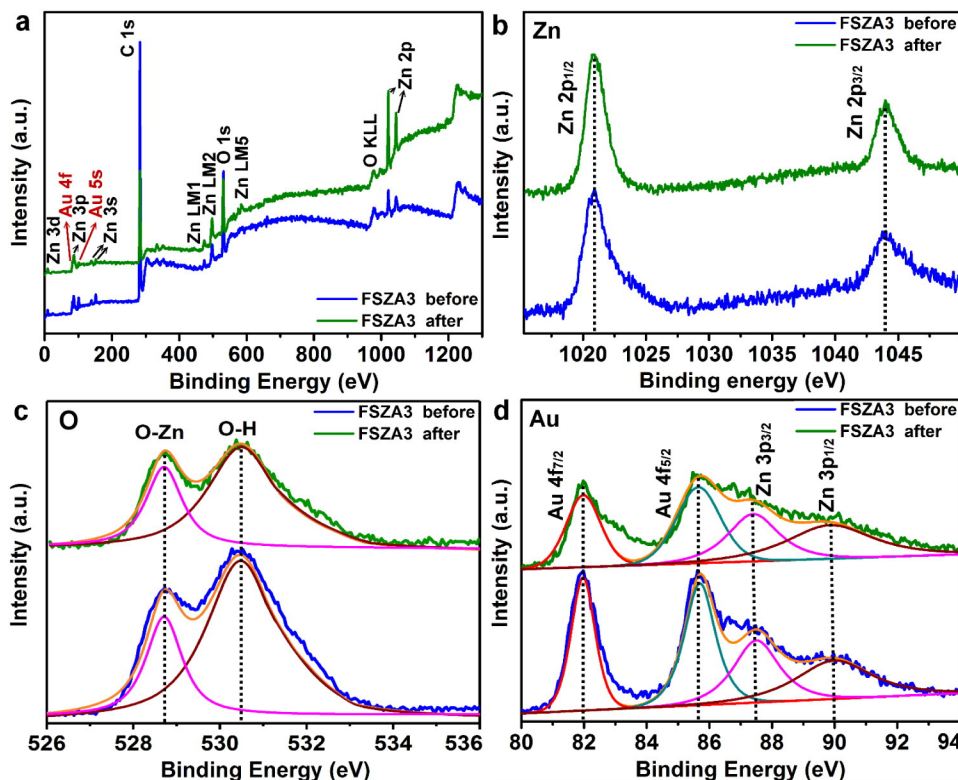 a
C 1s
Zn 3d
Au 4f
Zn 3p
Au 5s
Zn 3s
Zn LM1
Zn LM2
O 1s
Zn LM5
O KLL
Zn 2p
FSZA3 before
FSZA3 after
Intensity (a.u.)
0 200 400 600 800 1000 1200
Binding Energy (eV)
b
Zn
FSZA3 before
FSZA3 after
Zn 2p1/2
Zn 2p3/2
Intensity (a.u.)
1020 1025 1030 1035 1040 1045
Binding energy (eV)
c
O
FSZA3 before
FSZA3 after
O-Zn
O-H
Intensity (a.u.)
526 528 530 532 534 536
Binding Energy (eV)
d
Au
FSZA3 before
FSZA3 after
Au 4f7/2
Au 4f5/2
Zn 3p3/2
Zn 3p1/2
Intensity (a.u.)
80 82 84 86 88 90 92 94
Binding Energy (eV)